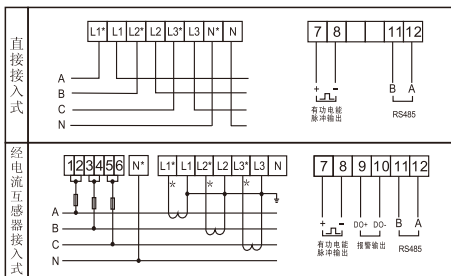 直接接入式
L1* L1 L2* L2 L3* L3 N* N
A
B
C
N
7 8 11 12
+ -
有功电能
脉冲输出
B A
RS485
经电流互感器接入式
1 2 3 4 5 6 N* L1* L1 L2* L2 L3* L3 N
* * *
A
B
C
N
7 8 9 10 11 12
+ - DO+ DO- B A
有功电能
脉冲输出
报警输出
RS485